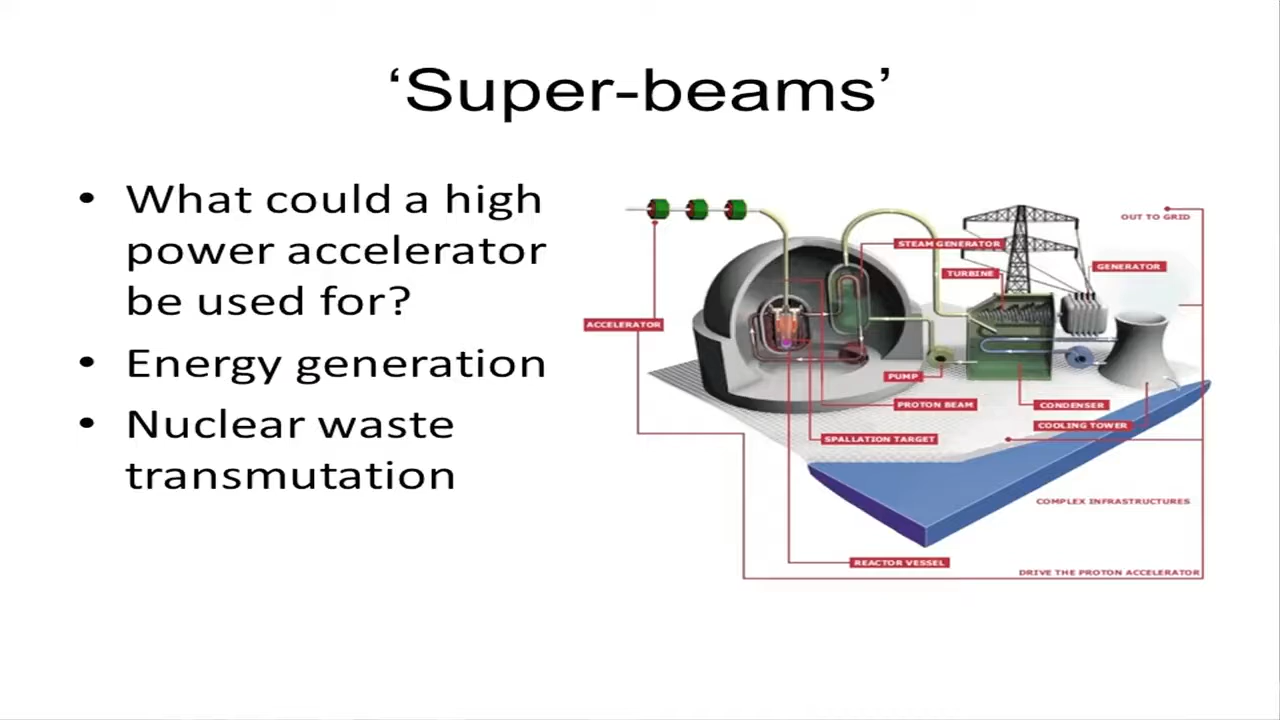 ‘Super-beams’
• What could a high
power accelerator
be used for?
• Energy generation
• Nuclear waste
transmutation
OUT TO GRID
STEAM GENERATOR
GENERATOR
TURBINE
ACCELERATOR
PUMP
PROTON BEAM
CONDENSER
COOLING TOWER
SPALLATION TARGET
COMPLEX INFRASTRUCTURES
REACTOR VESSEL
DRIVE THE PROTON ACCELERATOR